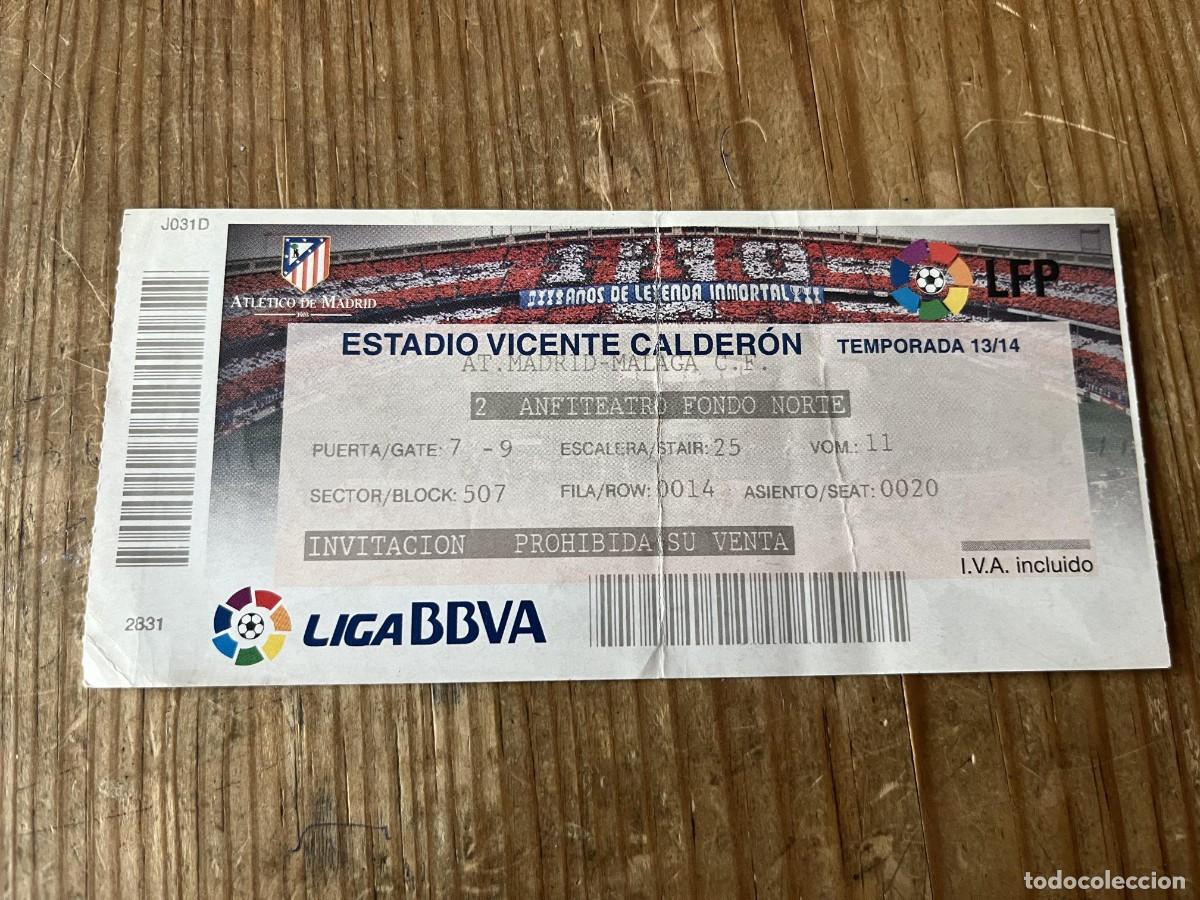 J031D
ATLÉTICO DE MADRID
1903
1910
!!!!AÑOS DE LEYENDA INMORTAL!!!
LFP
ESTADIO VICENTE CALDERÓN TEMPORADA 13/14
AT.MADRID-MALAGA C.F.
2 ANFITEATRO FONDO NORTE
PUERTA/GATE: 7 -9 ESCALERA/STAIR: 25 VOM.: 11
SECTOR/BLOCK: 507 FILA/ROW: 0014 ASIENTO/SEAT: 0020
INVITACION PROHIBIDA SU VENTA
I.V.A. incluido
2831
LIGA BBVA
todocoleccion